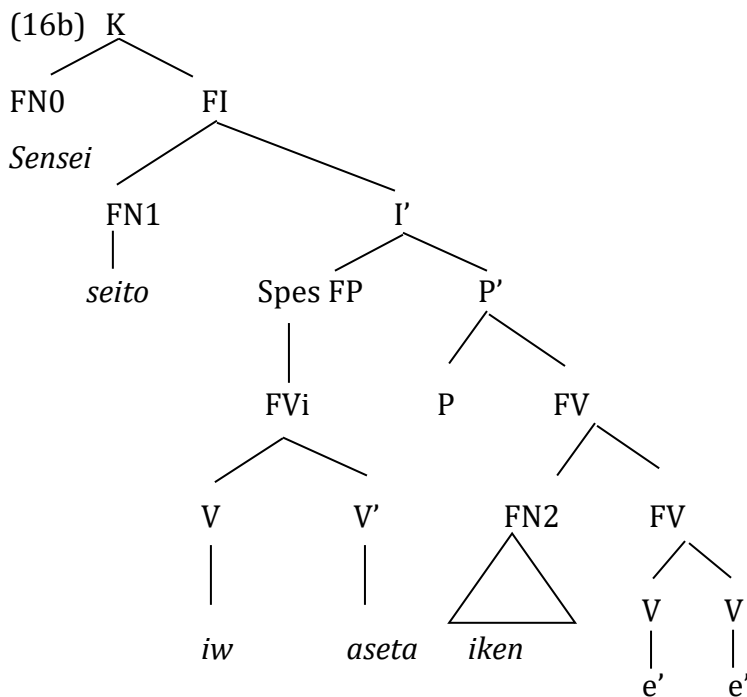 (16b) K
FN0 FI
Sensei
FN1 I'
seito Spes FP P'
FVi P FV
V V' FN2 FV
iw aseta iken V V
e' e'